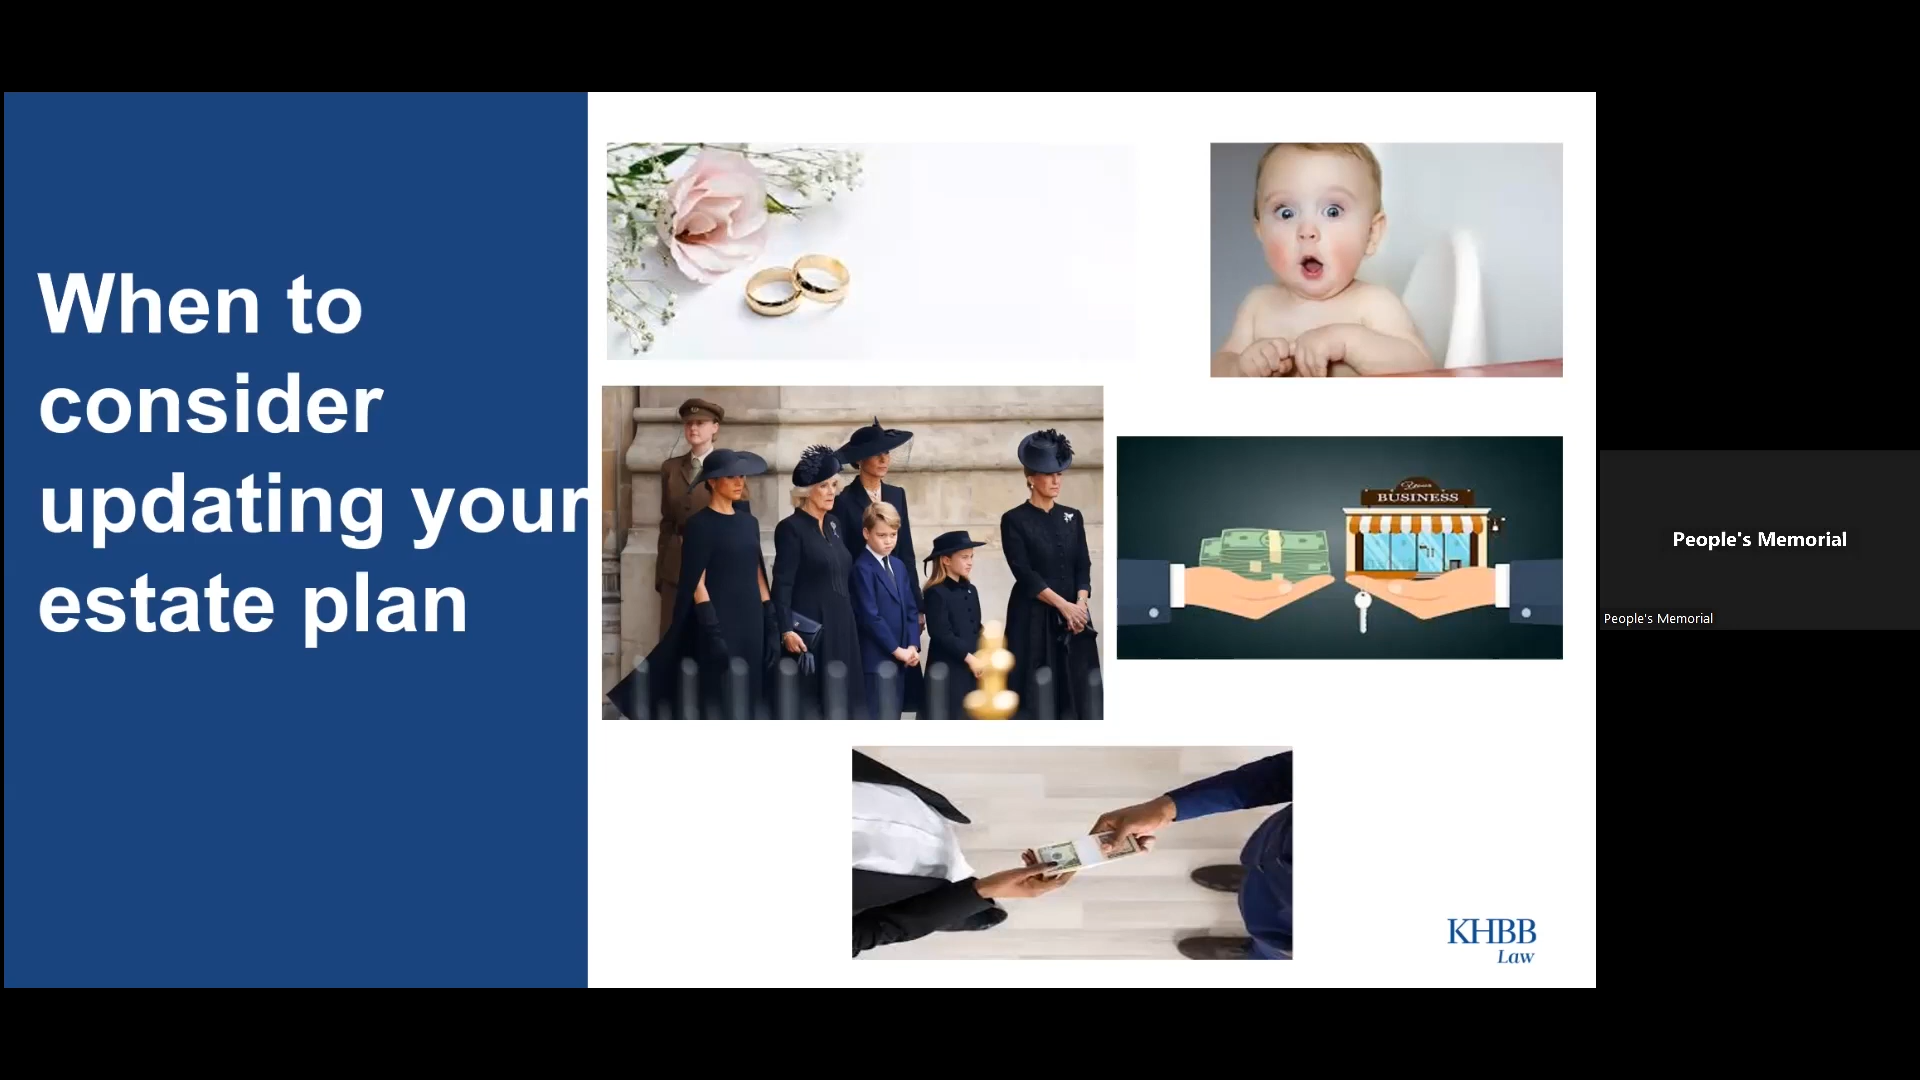 When to
consider
updating your
estate plan
BUSINESS
KHBB
Law
People's Memorial
People's Memorial